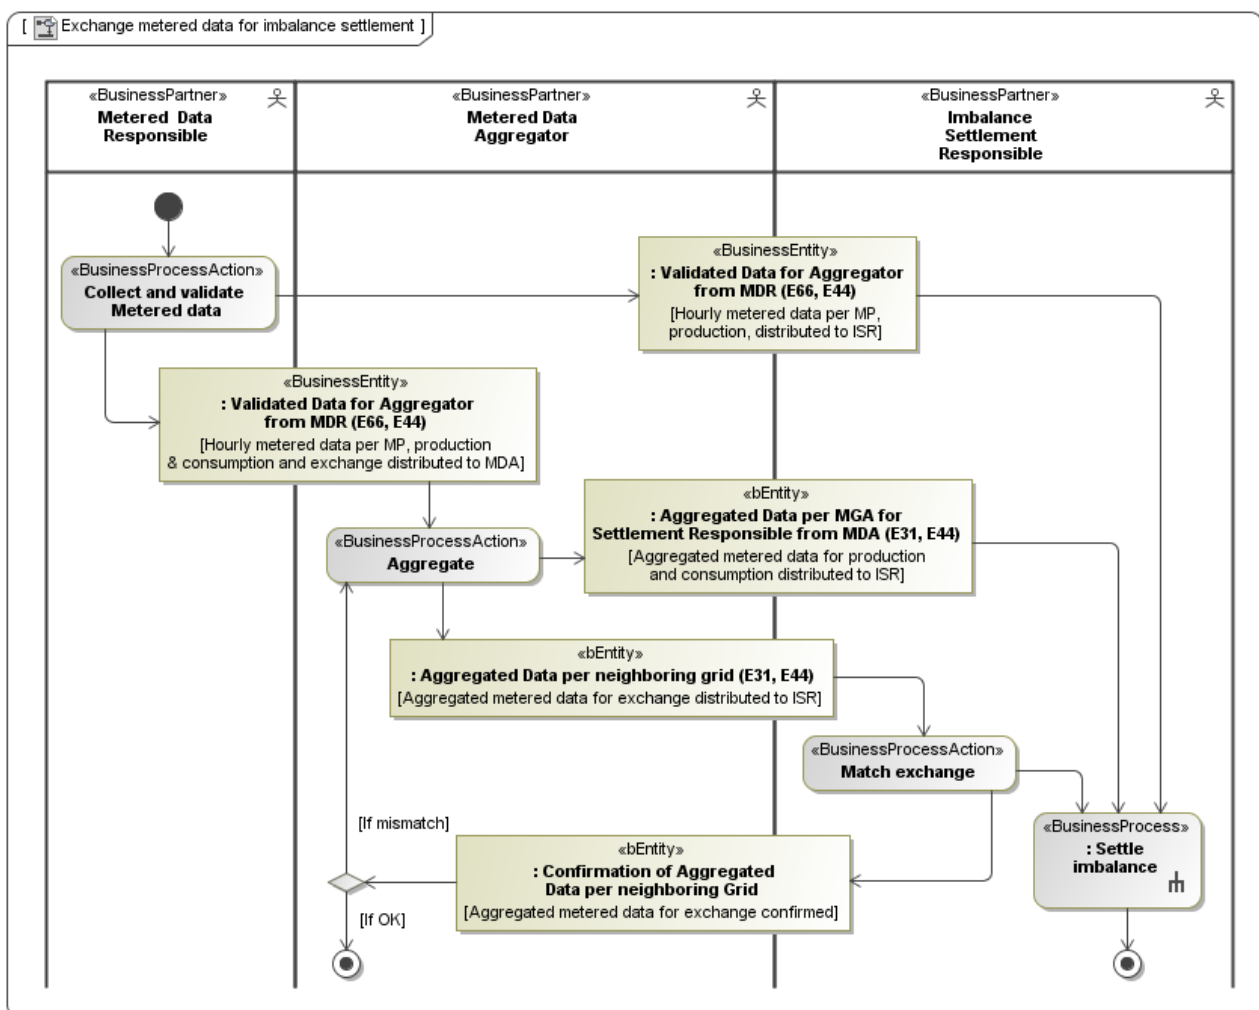 [ Exchange metered data for imbalance settlement ]
«BusinessPartner»
Metered Data
Responsible
«BusinessPartner»
Metered Data
Aggregator
«BusinessPartner»
Imbalance
Settlement
Responsible
«BusinessProcessAction»
Collect and validate
Metered data
«BusinessEntity»
: Validated Data for Aggregator
from MDR (E66, E44)
[Hourly metered data per MP,
production, distributed to ISR]
«BusinessEntity»
: Validated Data for Aggregator
from MDR (E66, E44)
[Hourly metered data per MP, production
& consumption and exchange distributed to MDA]
«bEntity»
: Aggregated Data per MGA for
Settlement Responsible from MDA (E31, E44)
[Aggregated metered data for production
and consumption distributed to ISR]
«BusinessProcessAction»
Aggregate
«bEntity»
: Aggregated Data per neighboring grid (E31, E44)
[Aggregated metered data for exchange distributed to ISR]
«BusinessProcessAction»
Match exchange
[If mismatch]
«bEntity»
: Confirmation of Aggregated
Data per neighboring Grid
[Aggregated metered data for exchange confirmed]
«BusinessProcess»
: Settle
imbalance
[If OK]